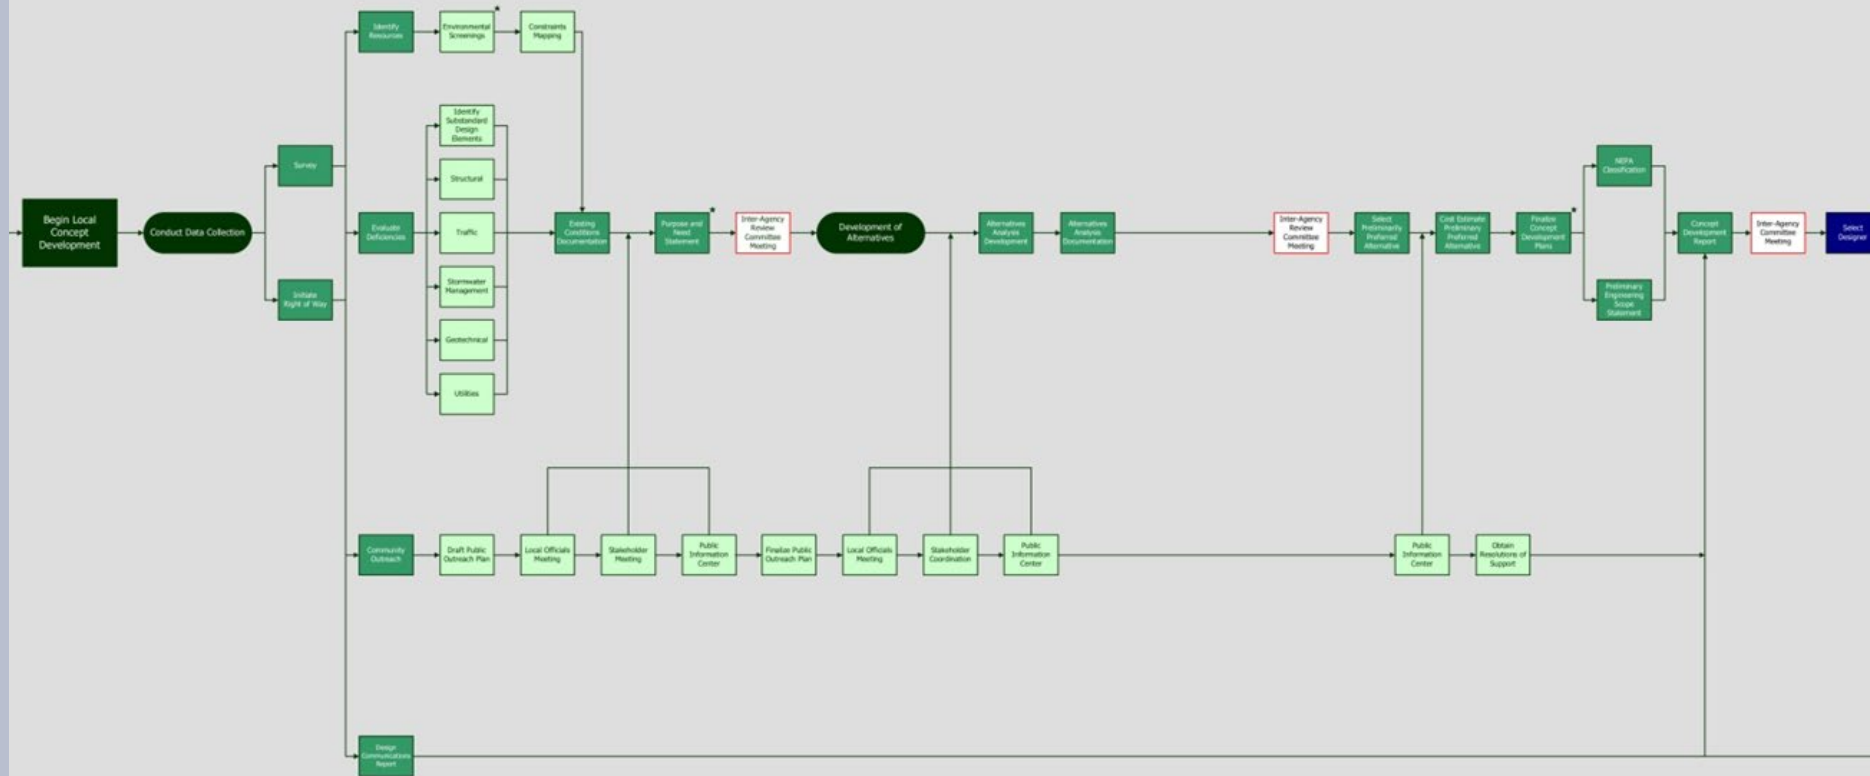 Identify
Resources
*
Environmental
Screenings
Constraints
Mapping
Identify
Substandard
Design
Elements
Survey
Structural
NEPA
Classification
Begin Local
Concept
Development
Conduct Data Collection
Evaluate
Deficiencies
Traffic
Existing
Conditions
Documentation
*
Purpose and
Need
Statement
Inter-Agency
Review
Committee
Meeting
Development of
Alternatives
Alternatives
Analysis
Development
Alternatives
Analysis
Documentation
Inter-Agency
Review
Committee
Meeting
Select
Preliminarily
Preferred
Alternative
Cost Estimate
Preliminary
Preferred
Alternative
*
Finalize
Concept
Development
Plans
Concept
Development
Report
Inter-Agency
Committee
Meeting
Select
Designer
Initiate
Right of Way
Stormwater
Management
Preliminary
Engineering
Scope
Statement
Geotechnical
Utilities
Community
Outreach
Draft Public
Outreach Plan
Local Officials
Meeting
Stakeholder
Meeting
Public
Information
Center
Finalize Public
Outreach Plan
Local Officials
Meeting
Stakeholder
Coordination
Public
Information
Center
Public
Information
Center
Obtain
Resolutions of
Support
Design
Communications
Report